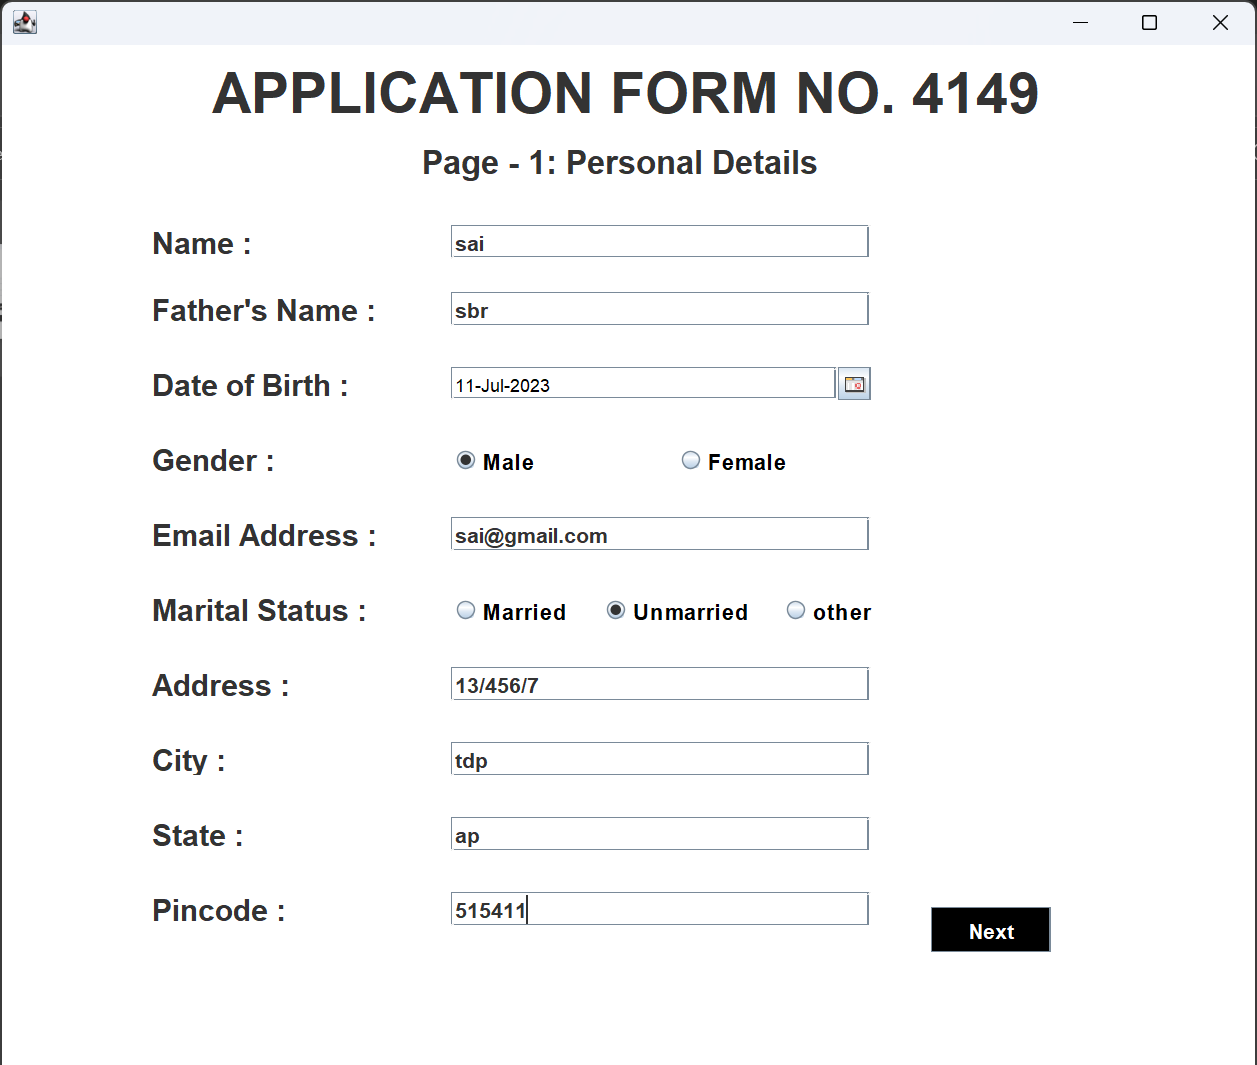 APPLICATION FORM NO. 4149
Page - 1: Personal Details
Name : sai
Father's Name : sbr
Date of Birth : 11-Jul-2023
Gender : Male Female
Email Address : sai@gmail.com
Marital Status : Married Unmarried other
Address : 13/456/7
City : tdp
State : ap
Pincode : 515411
Next